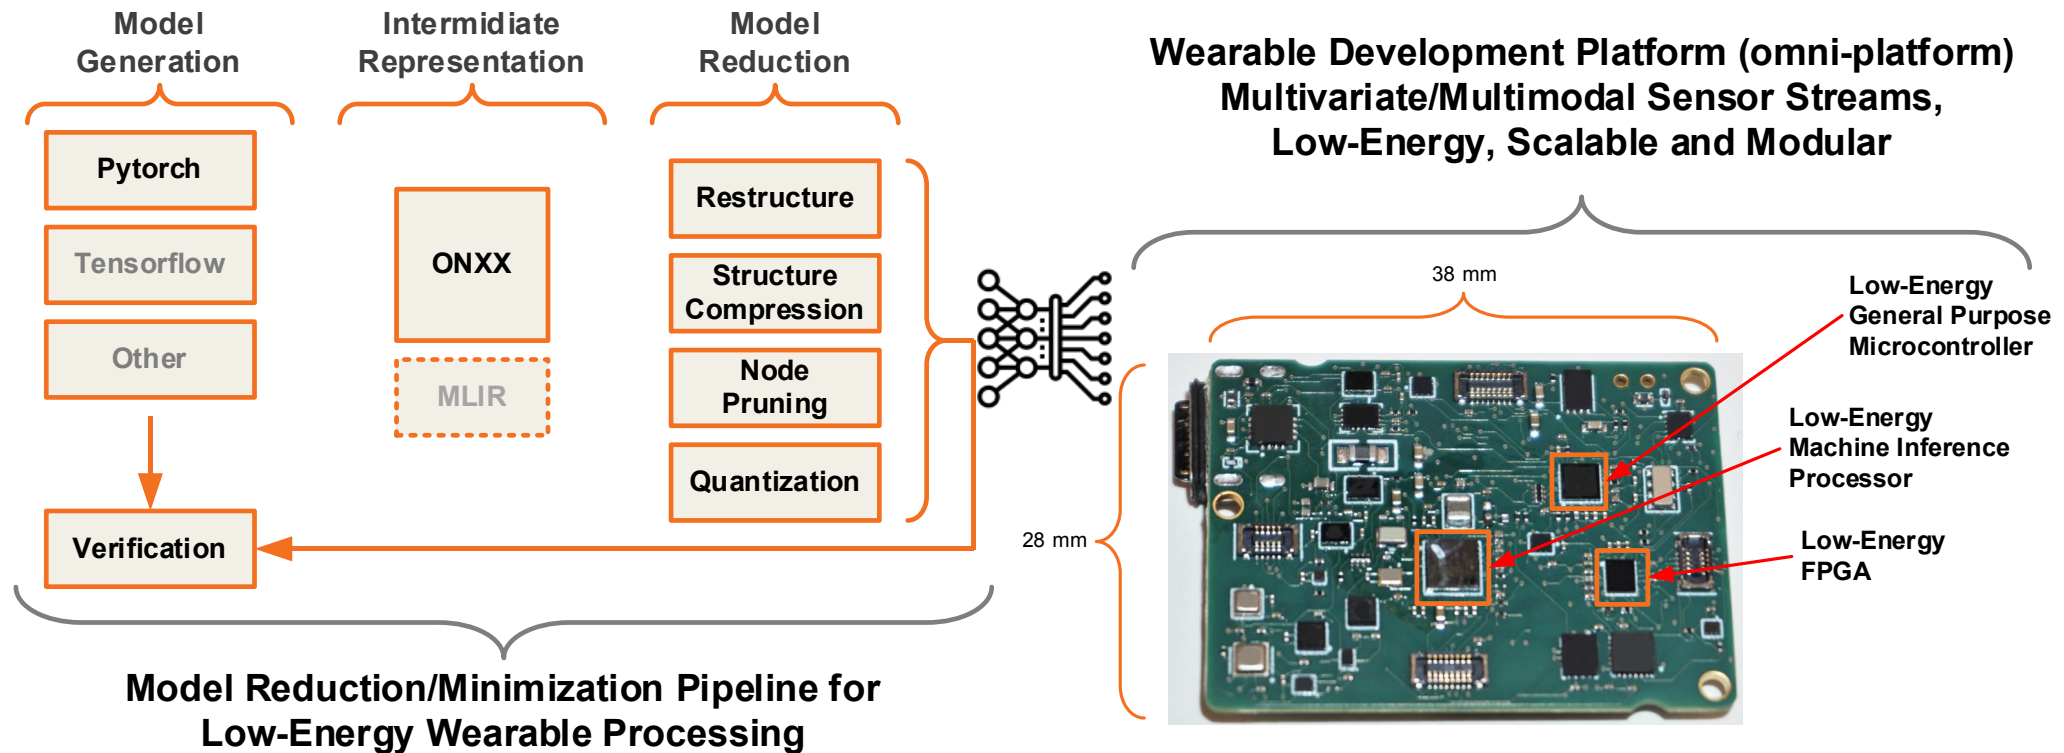 Model
Generation
Intermidiate
Representation
Model
Reduction
Pytorch
Tensorflow
Other
Verification
ONXX
MLIR
Restructure
Structure
Compression
Node
Pruning
Quantization
Model Reduction/Minimization Pipeline for
Low-Energy Wearable Processing
Wearable Development Platform (omni-platform)
Multivariate/Multimodal Sensor Streams,
Low-Energy, Scalable and Modular
38 mm
28 mm
Low-Energy
General Purpose
Microcontroller
Low-Energy
Machine Inference
Processor
Low-Energy
FPGA